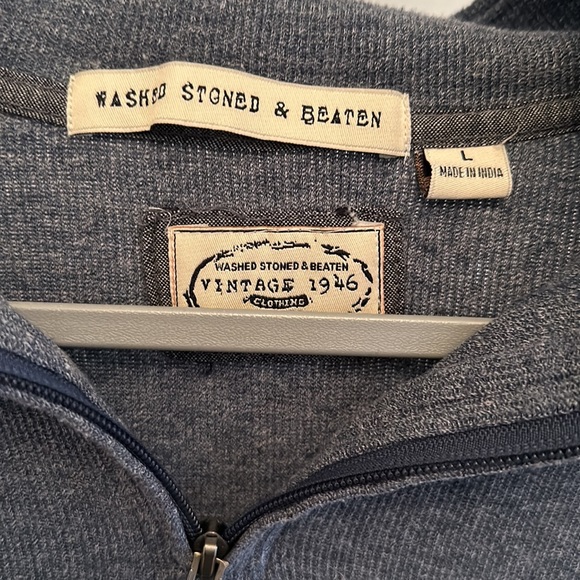 WASHED STONED & BEATEN
L
MADE IN INDIA
WASHED STONED & BEATEN
VINTAGE 1946
CLOTHING